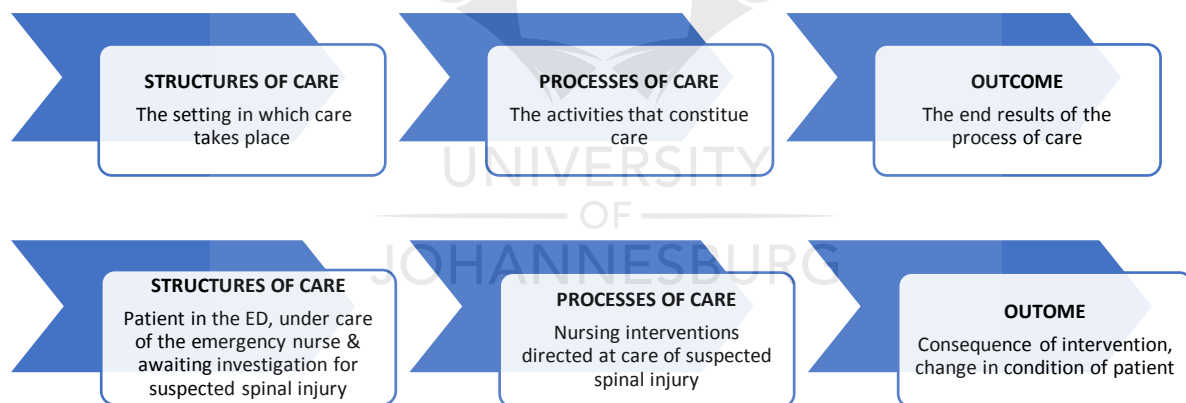 STRUCTURES OF CARE
The setting in which care
takes place
PROCESSES OF CARE
The activities that constitue
care
OUTCOME
The end results of the
process of care
UNIVERSITY
OF
JOHANNESBURG
STRUCTURES OF CARE
Patient in the ED, under care
of the emergency nurse &
awaiting investigation for
suspected spinal injury
PROCESSES OF CARE
Nursing interventions
directed at care of suspected
spinal injury
OUTOME
Consequence of intervention,
change in condition of patient